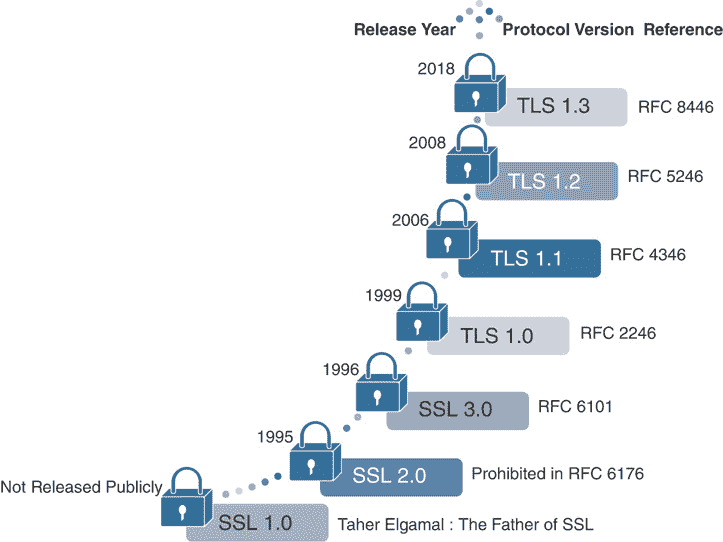 Release Year Protocol Version Reference
2018 TLS 1.3 RFC 8446
2008 TLS 1.2 RFC 5246
2006 TLS 1.1 RFC 4346
1999 TLS 1.0 RFC 2246
1996 SSL 3.0 RFC 6101
1995 SSL 2.0 Prohibited in RFC 6176
Not Released Publicly SSL 1.0 Taher Elgamal : The Father of SSL